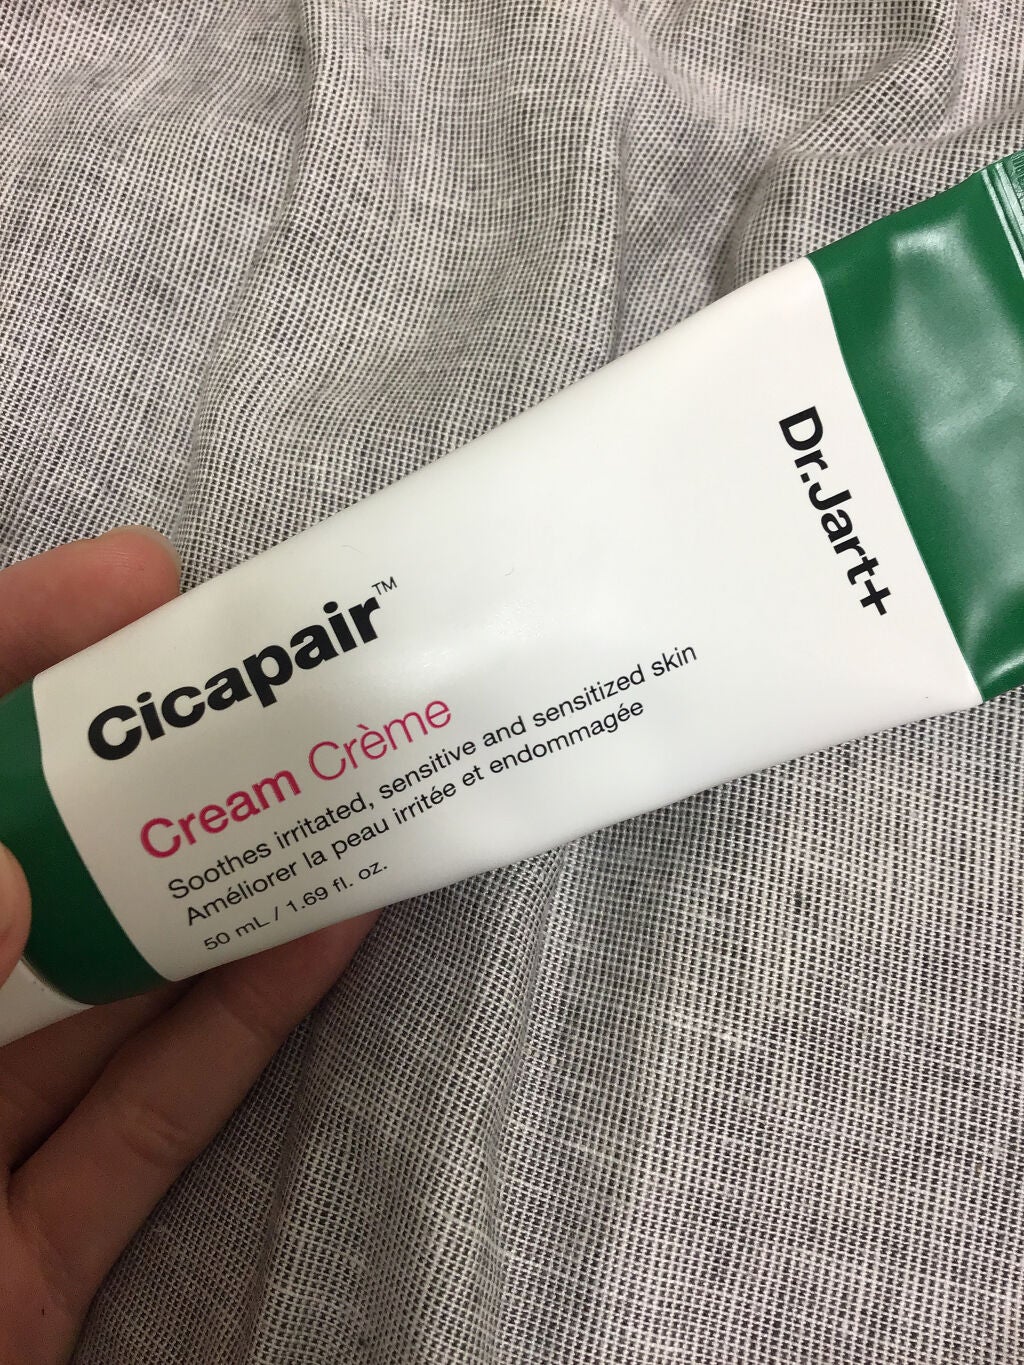 Dr.Jart+
Cicapair™
Cream Crème
Soothes irritated, sensitive and sensitized skin
Améliorer la peau irritée et endommagée
50 mL / 1.69 fl. oz.